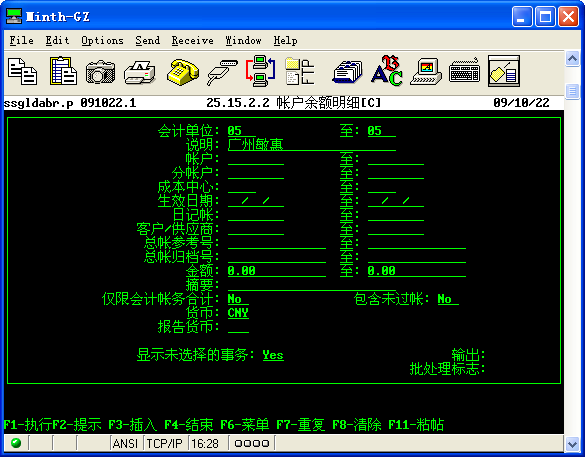 Minth-GZ
File Edit Options Send Receive Window Help
ssgldabr.p 091022.1 25.15.2.2 帐户余额明细[C] 09/10/22
会计单位: 05 至: 05
说明: 广州敏惠
帐户: 至:
分帐户: 至:
成本中心: 至:
生效日期: / / 至: / /
日记帐: 至:
客户/供应商: 至:
总帐参考号: 至:
总帐归档号: 至:
金额: 0.00 至: 0.00
摘要:
仅限会计帐务合计: No 包含未过帐: No
货币: CNY
报告货币:
显示未选择的事务: Yes 输出:
批处理标志:
F1-执行F2-提示 F3-插入 F4-结束 F6-菜单 F7-重复 F8-清除 F11-粘帖
ANSI TCP/IP 16:28